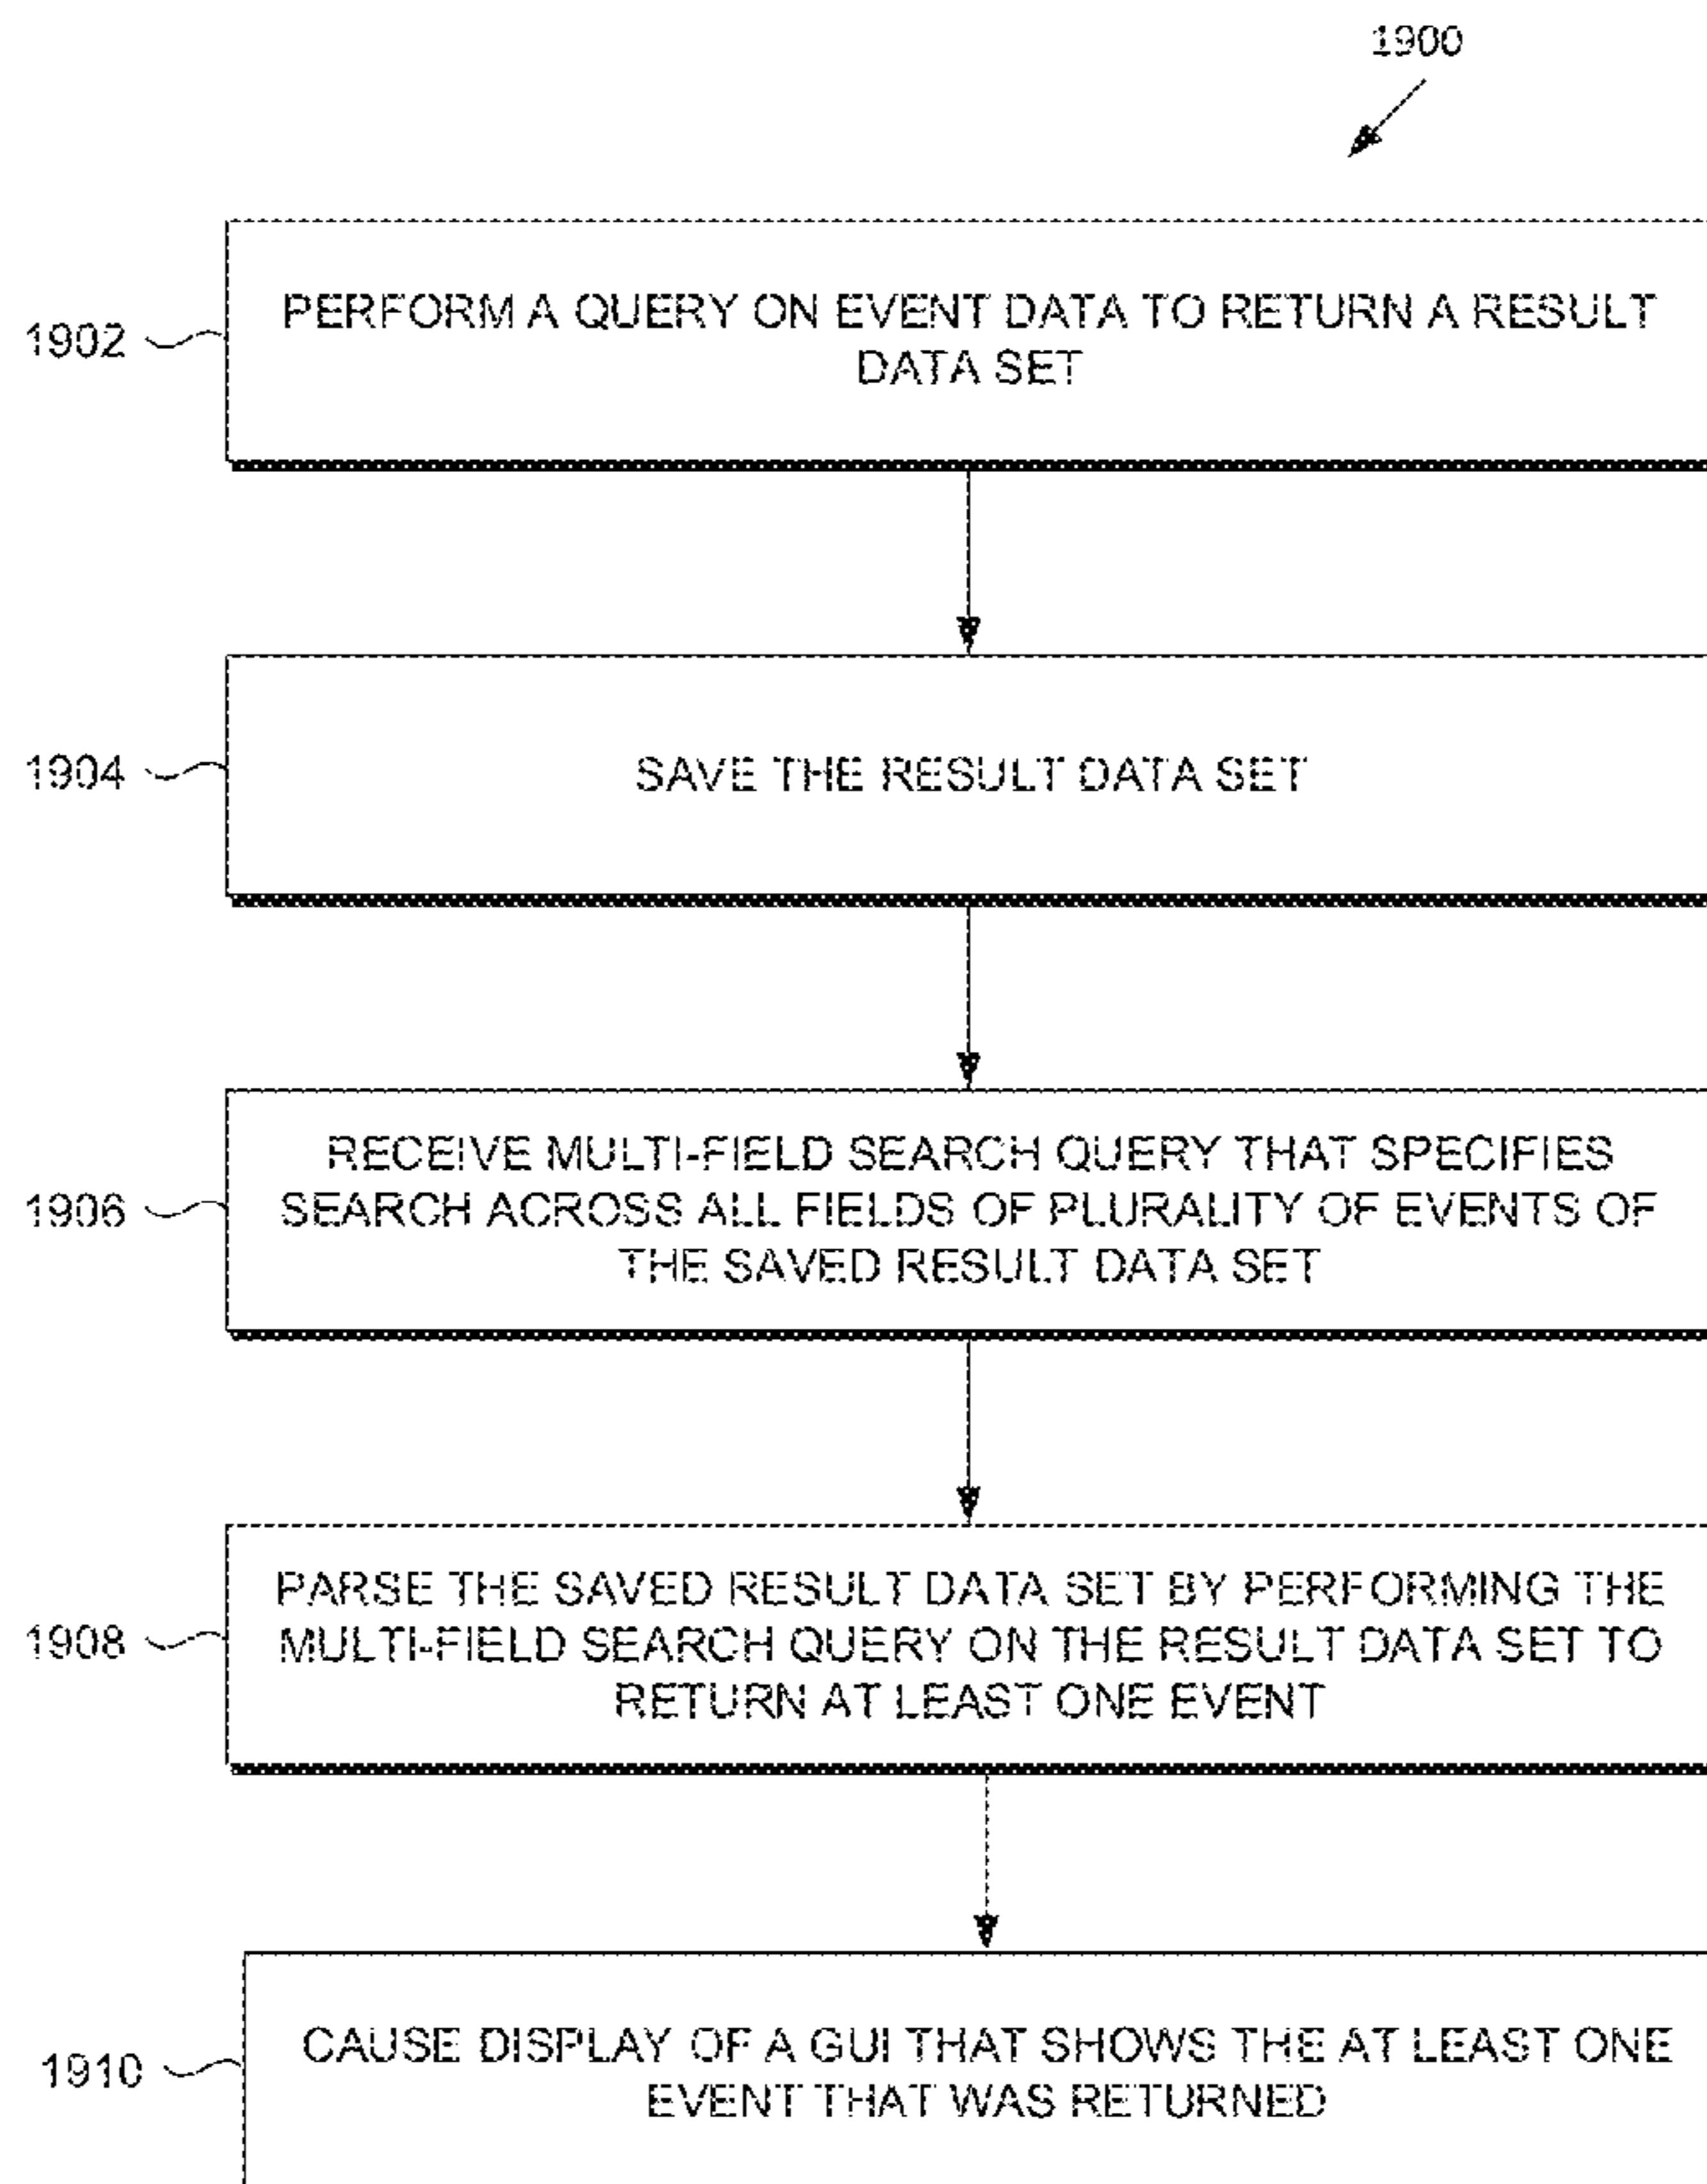 1900
1902
PERFORM A QUERY ON EVENT DATA TO RETURN A RESULT
DATA SET
1904
SAVE THE RESULT DATA SET
1906
RECEIVE MULTI-FIELD SEARCH QUERY THAT SPECIFIES
SEARCH ACROSS ALL FIELDS OF PLURALITY OF EVENTS OF
THE SAVED RESULT DATA SET
1908
PARSE THE SAVED RESULT DATA SET BY PERFORMING THE
MULTI-FIELD SEARCH QUERY ON THE RESULT DATA SET TO
RETURN AT LEAST ONE EVENT
1910
CAUSE DISPLAY OF A GUI THAT SHOWS THE AT LEAST ONE
EVENT THAT WAS RETURNED